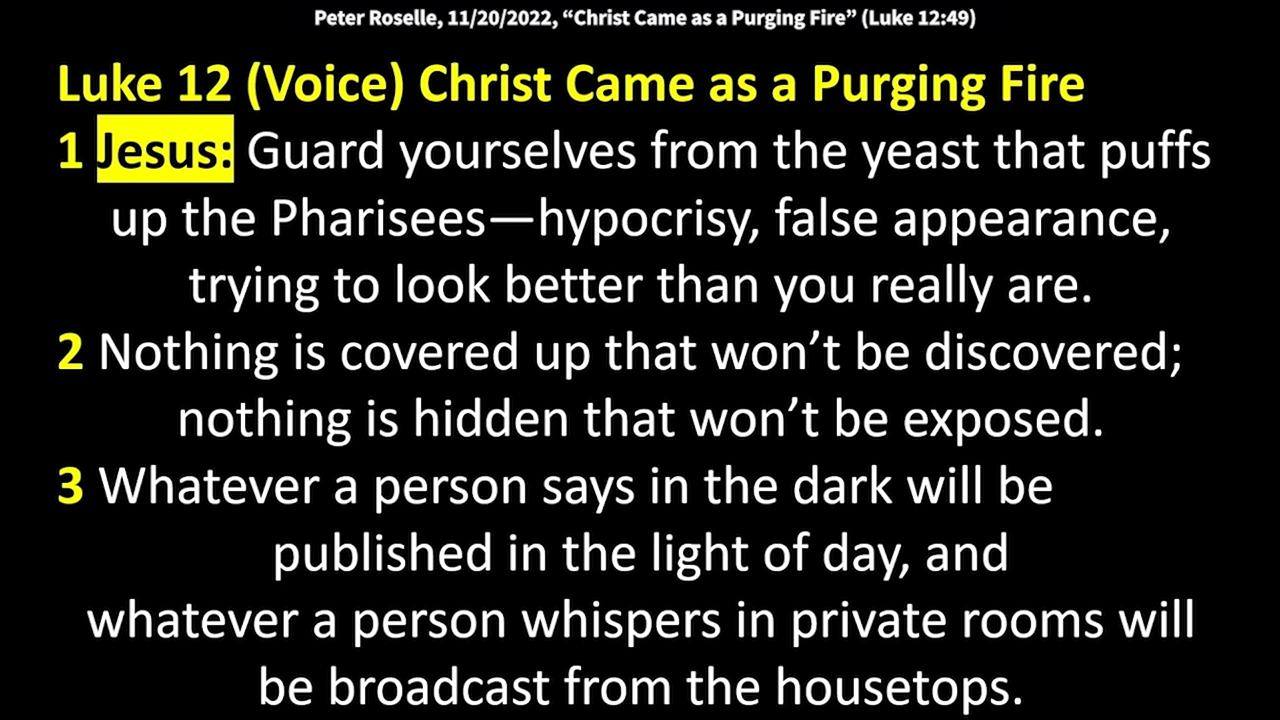 Peter Roselle, 11/20/2022, “Christ Came as a Purging Fire” (Luke 12:49)
Luke 12 (Voice) Christ Came as a Purging Fire
1 Jesus: Guard yourselves from the yeast that puffs
up the Pharisees—hypocrisy, false appearance,
trying to look better than you really are.
2 Nothing is covered up that won’t be discovered;
nothing is hidden that won’t be exposed.
3 Whatever a person says in the dark will be
published in the light of day, and
whatever a person whispers in private rooms will
be broadcast from the housetops.